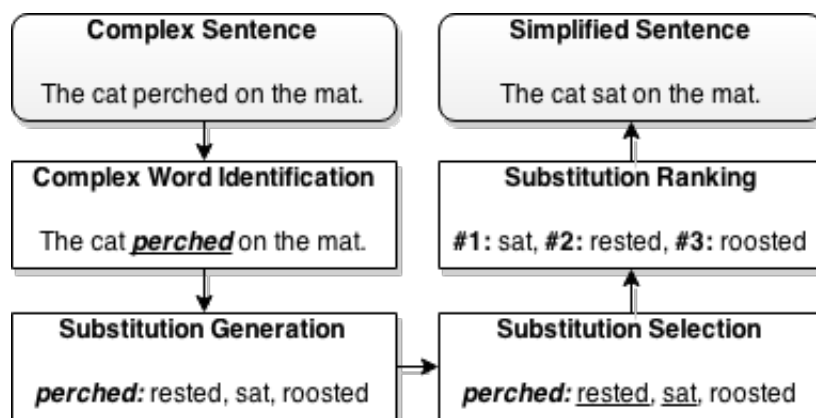 Complex Sentence
The cat perched on the mat.
Complex Word Identification
The cat perched on the mat.
Substitution Generation
perched: rested, sat, roosted
Substitution Selection
perched: rested, sat, roosted
Substitution Ranking
#1: sat, #2: rested, #3: roosted
Simplified Sentence
The cat sat on the mat.